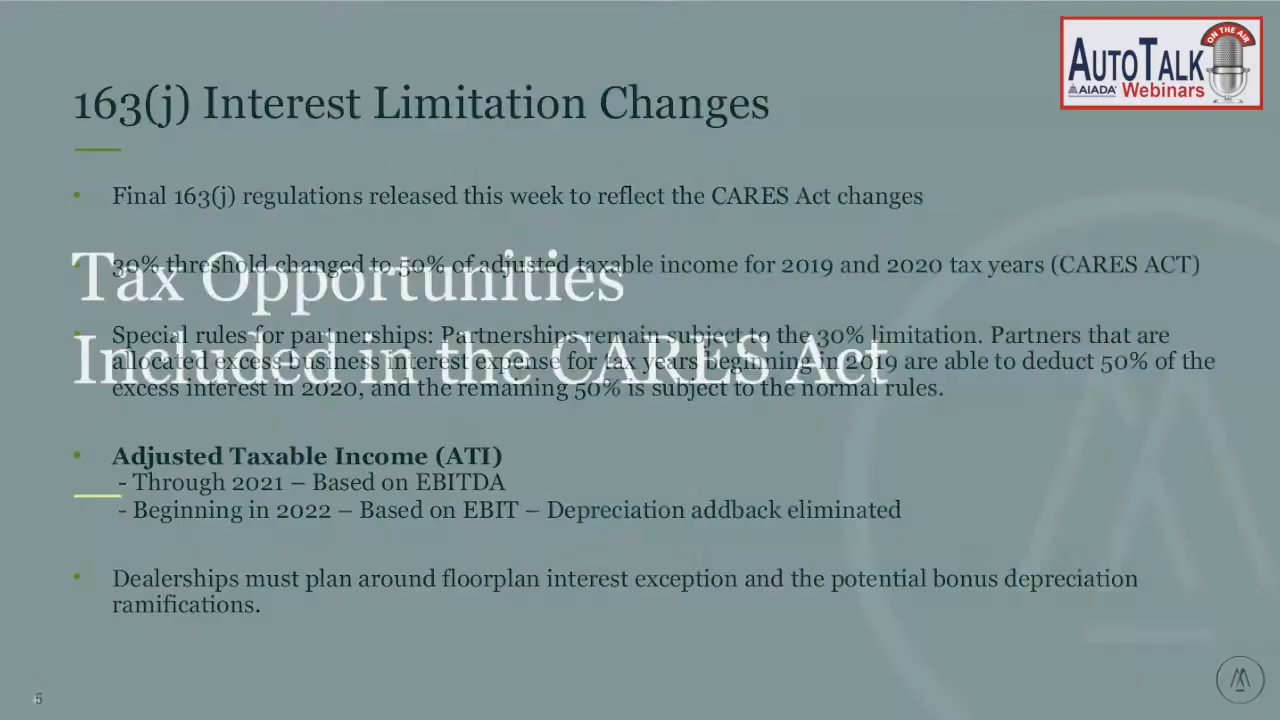 ON THE AIR
AUTOTALK
AIADA Webinars
163(j) Interest Limitation Changes
• Final 163(j) regulations released this week to reflect the CARES Act changes
Tax Opportunities
• 30% threshold changed to 50% of adjusted taxable income for 2019 and 2020 tax years (CARES ACT)
Included in the CARES Act
• Special rules for partnerships: Partnerships remain subject to the 30% limitation. Partners that are
allocated excess business interest expense for tax years beginning in 2019 are able to deduct 50% of the
excess interest in 2020, and the remaining 50% is subject to the normal rules.
• Adjusted Taxable Income (ATI)
- Through 2021 – Based on EBITDA
- Beginning in 2022 – Based on EBIT – Depreciation addback eliminated
• Dealerships must plan around floorplan interest exception and the potential bonus depreciation
ramifications.